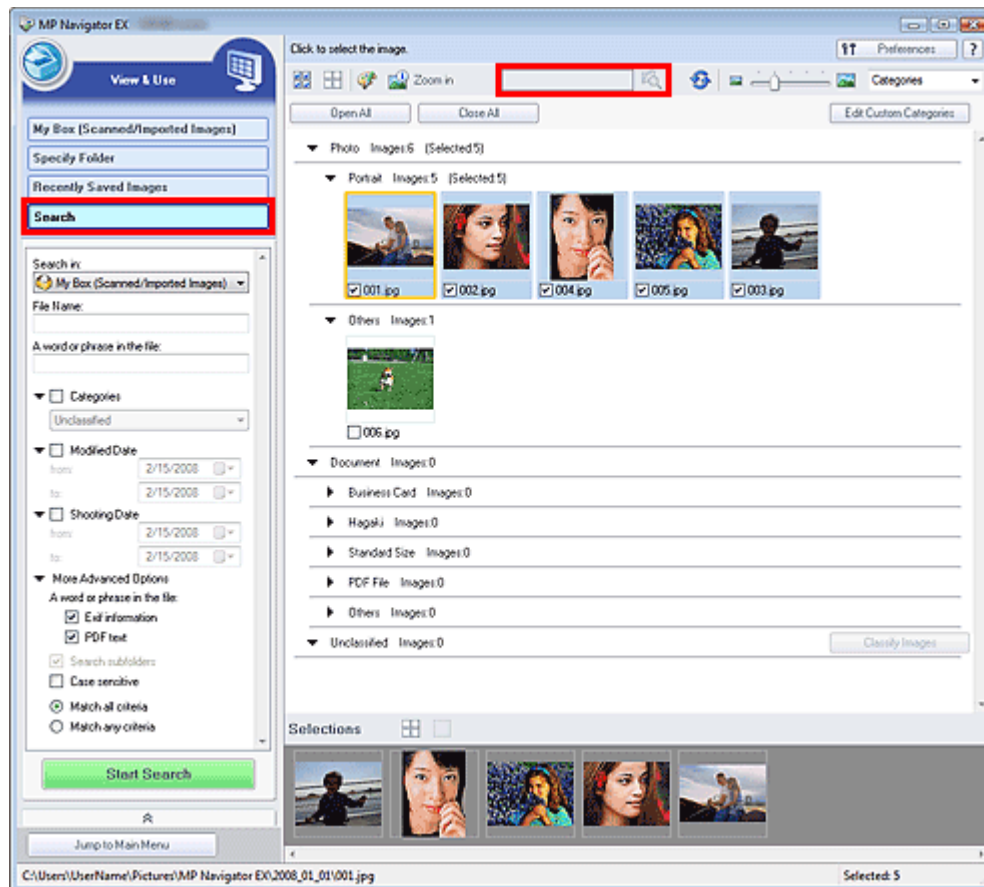 MP Navigator EX
View & Use
My Box (Scanned/Imported Images)
Specify Folder
Recently Saved Images
Search
Search in:
My Box (Scanned/Imported Images)
File Name:
A word or phrase in the file:
Categories
Unclassified
Modified Date
from: 2/15/2008
to: 2/15/2008
Shooting Date
from: 2/15/2008
to: 2/15/2008
More Advanced Options
A word or phrase in the file:
Exif information
PDF text
Search subfolders
Case sensitive
Match all criteria
Match any criteria
Start Search
Jump to Main Menu
Click to select the image.
Preferences ?
Zoom in
Categories
Open All Close All Edit Custom Categories
Photo Images:6 (Selected:5)
Portrait Images:5 (Selected:5)
001.jpg 002.jpg 004.jpg 005.jpg 003.jpg
Others Images:1
006.jpg
Document Images:0
Business Card Images:0
Hagaki Images:0
Standard Size Images:0
PDF File Images:0
Others Images:0
Unclassified Images:0 Classify Images
Selections
C:\Users\UserName\Pictures\MP Navigator EX\2008_01_01\001.jpg Selected: 5